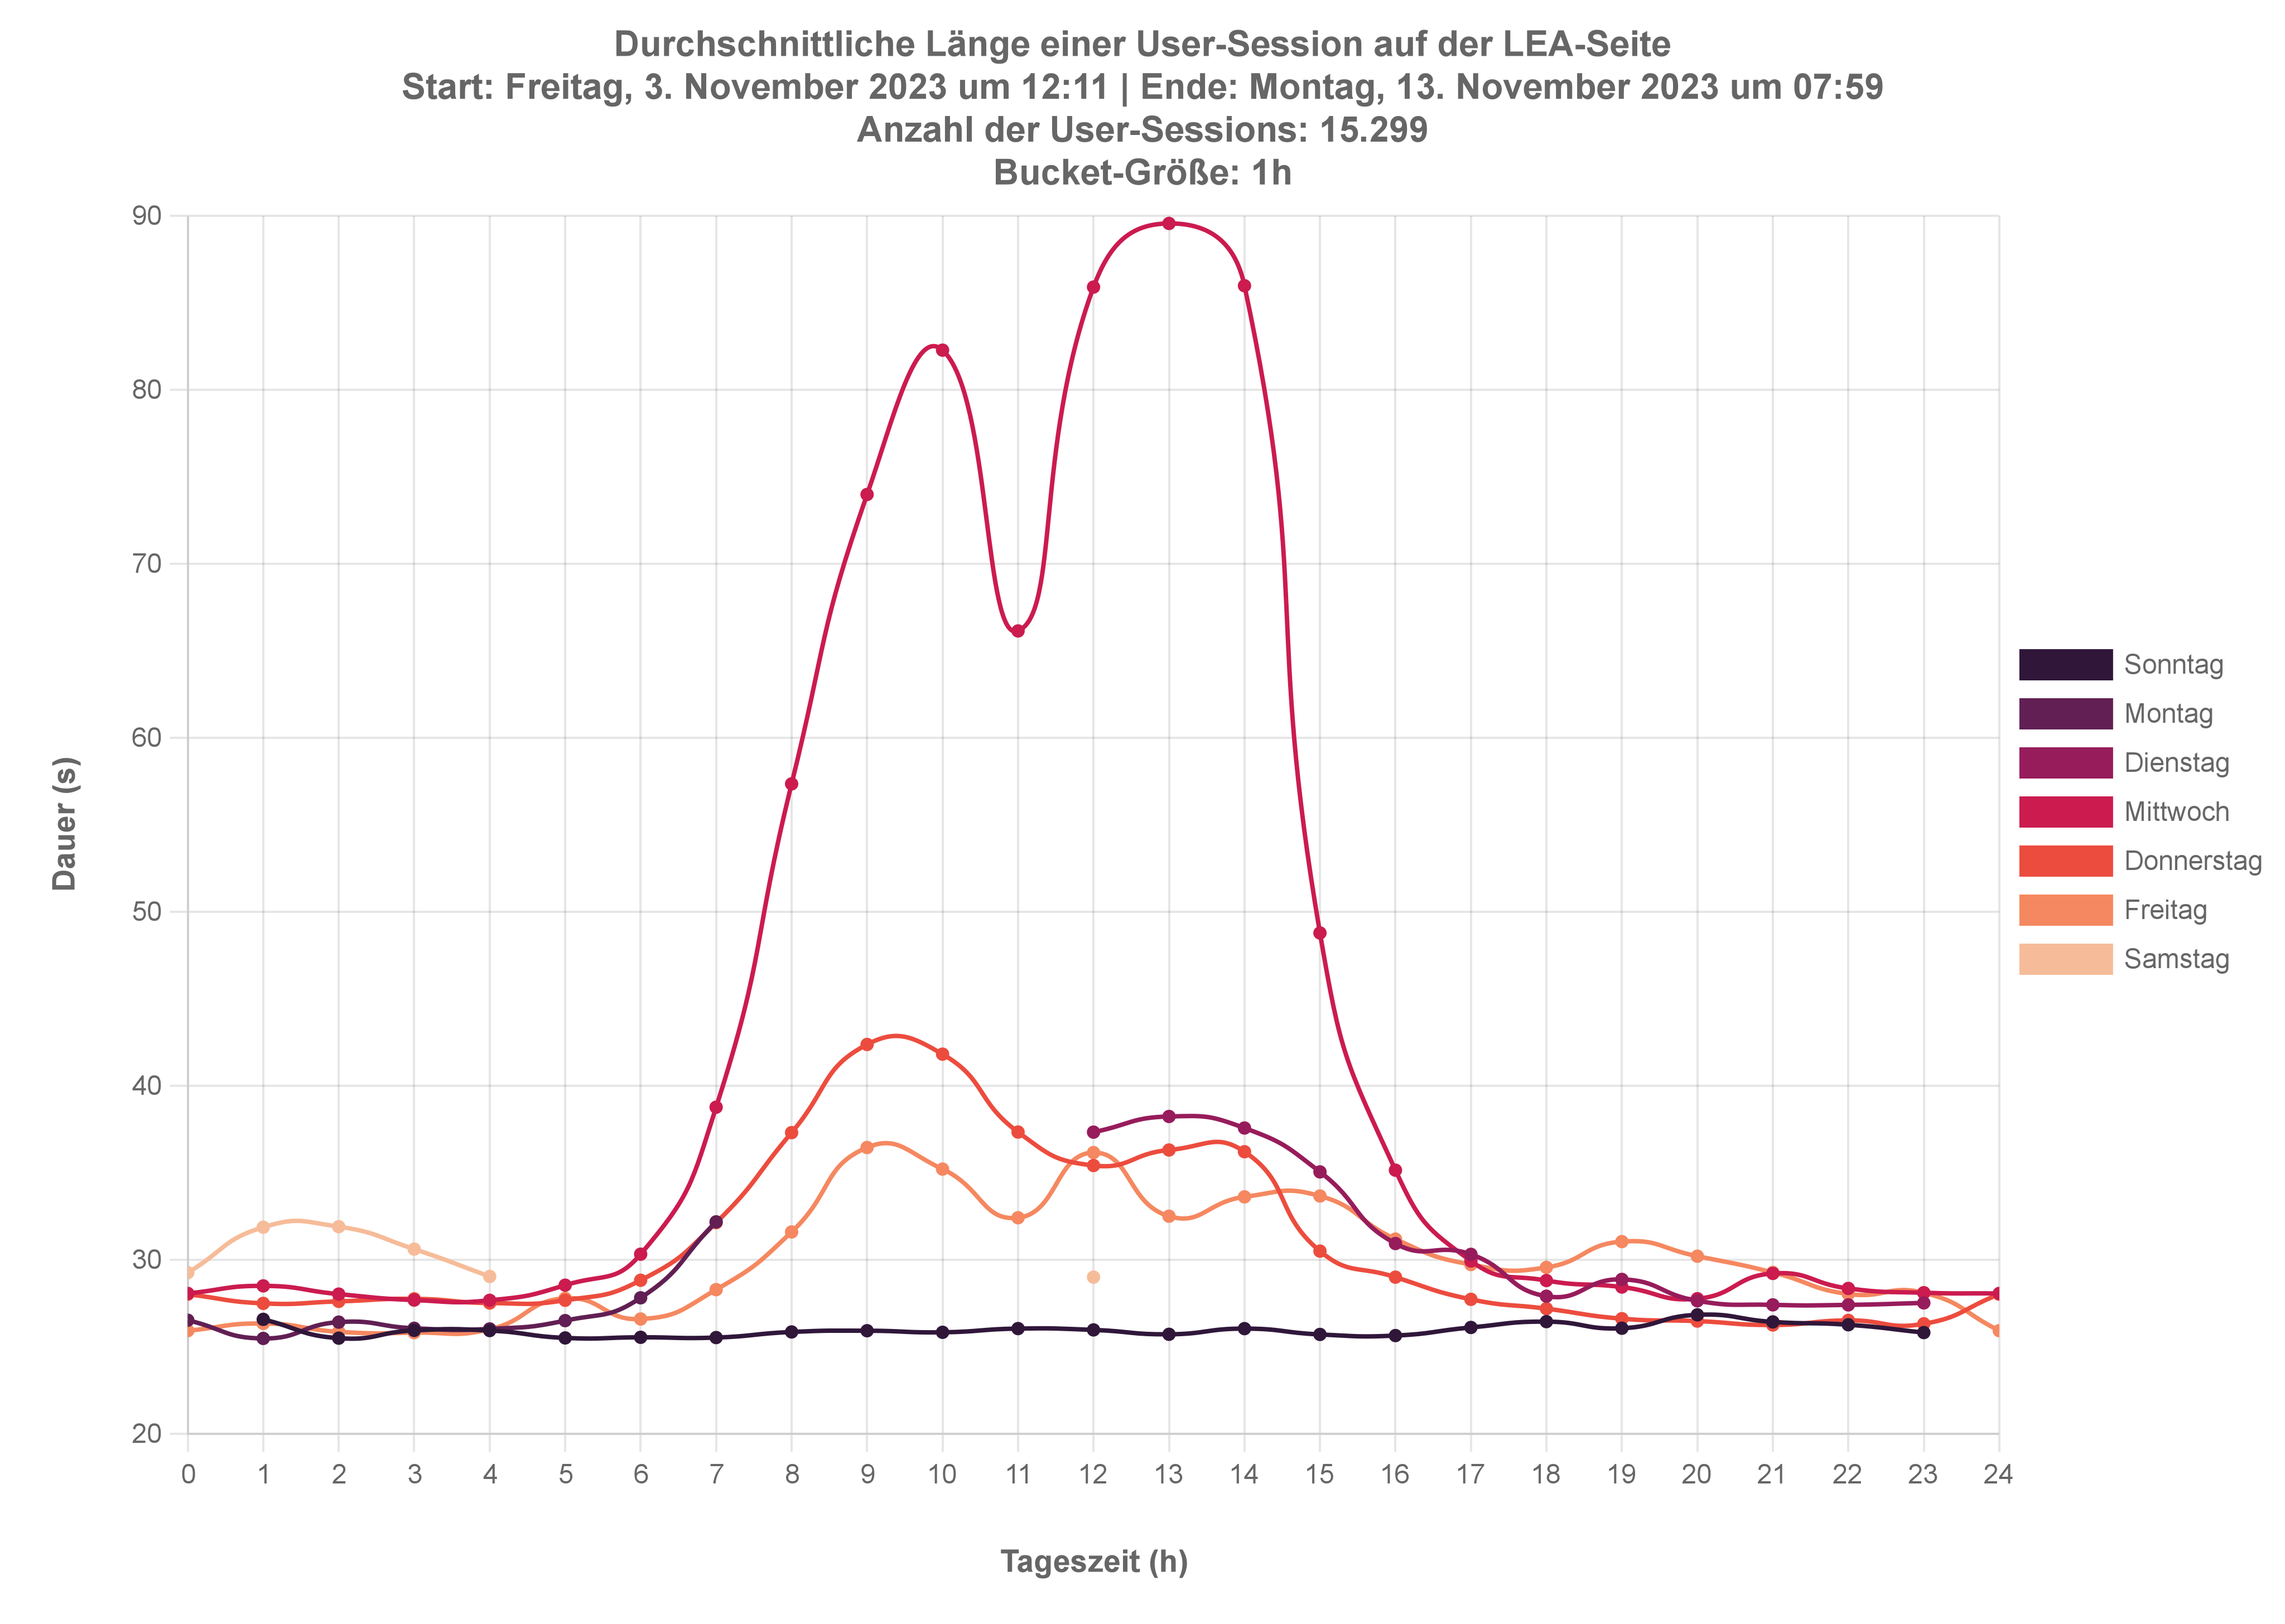 Durchschnittliche Länge einer User-Session auf der LEA-Seite
Start: Freitag, 3. November 2023 um 12:11 | Ende: Montag, 13. November 2023 um 07:59
Anzahl der User-Sessions: 15.299
Bucket-Größe: 1h
90
80
70
60
50
40
30
20
Dauer (s)
0 1 2 3 4 5 6 7 8 9 10 11 12 13 14 15 16 17 18 19 20 21 22 23 24
Tageszeit (h)
Sonntag
Montag
Dienstag
Mittwoch
Donnerstag
Freitag
Samstag